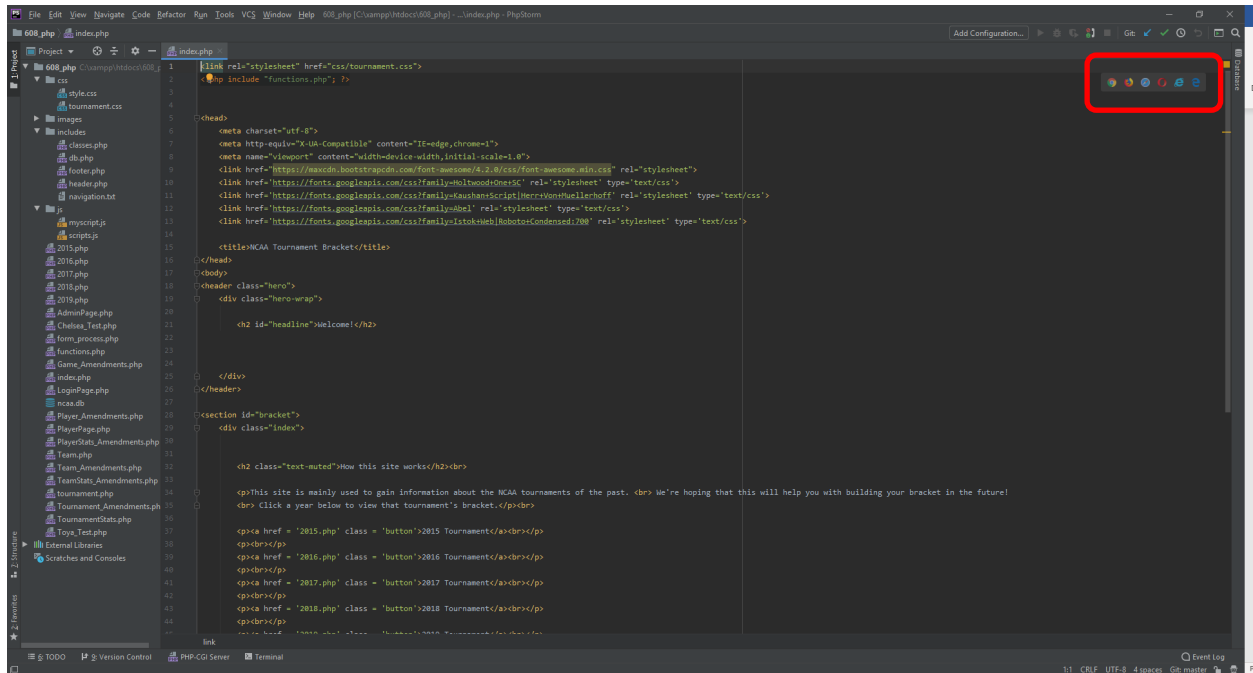 File Edit View Navigate Code Refactor Run Tools VCS Window Help 608_php [C:\xampp\htdocs\608_php] - ...\index.php - PhpStorm
608_php index.php
Add Configuration...
Git:
Project
index.php
1: Project
Database
608_php C:\xampp\htdocs\608_p
css
style.css
tournament.css
images
includes
classes.php
db.php
footer.php
header.php
navigation.txt
js
myscript.js
scripts.js
2015.php
2016.php
2017.php
2018.php
2019.php
AdminPage.php
Chelsea_Test.php
form_process.php
functions.php
Game_Amendments.php
index.php
LoginPage.php
ncaa.db
Player_Amendments.php
PlayerPage.php
PlayerStats_Amendments.php
Team.php
Team_Amendments.php
TeamStats_Amendments.php
tournament.php
Tournament_Amendments.ph
TournamentStats.php
Toya_Test.php
External Libraries
Scratches and Consoles
2: Structure
2: Favorites
1 <link rel="stylesheet" href="css/tournament.css">
2 php include "functions.php"; ?>
3
4
5 <head>
6 <meta charset="utf-8">
7 <meta http-equiv="X-UA-Compatible" content="IE=edge,chrome=1">
8 <meta name="viewport" content="width=device-width,initial-scale=1.0">
9 <link href="https://maxcdn.bootstrapcdn.com/font-awesome/4.2.0/css/font-awesome.min.css" rel="stylesheet">
10 <link href='https://fonts.googleapis.com/css?family=Holtwood+One+SC' rel='stylesheet' type='text/css'>
11 <link href='https://fonts.googleapis.com/css?family=Kaushan+Script|Herr+Von+Muellerhoff' rel='stylesheet' type='text/css'>
12 <link href='https://fonts.googleapis.com/css?family=Abel' rel='stylesheet' type='text/css'>
13 <link href='https://fonts.googleapis.com/css?family=Istok+Web|Roboto+Condensed:700' rel='stylesheet' type='text/css'>
14
15 <title>NCAA Tournament Bracket</title>
16 </head>
17 <body>
18 <header class="hero">
19 <div class="hero-wrap">
20
21 <h2 id="headline">Welcome!</h2>
22
23
24
25 </div>
26 </header>
27
28 <section id="bracket">
29 <div class="index">
30
31
32 <h2 class="text-muted">How this site works</h2><br>
33
34 <p>This site is mainly used to gain information about the NCAA tournaments of the past. <br> We're hoping that this will help you with building your bracket in the future!
35 <br> Click a year below to view that tournament's bracket.</p><br>
36
37 <p><a href = '2015.php' class = 'button'>2015 Tournament</a><br></p>
38 <p><br></p>
39 <p><a href = '2016.php' class = 'button'>2016 Tournament</a><br></p>
40 <p><br></p>
41 <p><a href = '2017.php' class = 'button'>2017 Tournament</a><br></p>
42 <p><br></p>
43 <p><a href = '2018.php' class = 'button'>2018 Tournament</a><br></p>
44 <p><br></p>
link
6: TODO 9: Version Control PHP-CGI Server Terminal Event Log
1:1 CRLF UTF-8 4 spaces Git: master